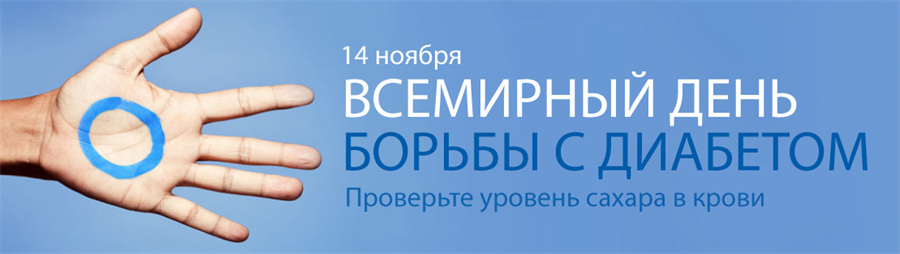 14 ноября
ВСЕМИРНЫЙ ДЕНЬ
БОРЬБЫ С ДИАБЕТОМ
Проверьте уровень сахара в крови